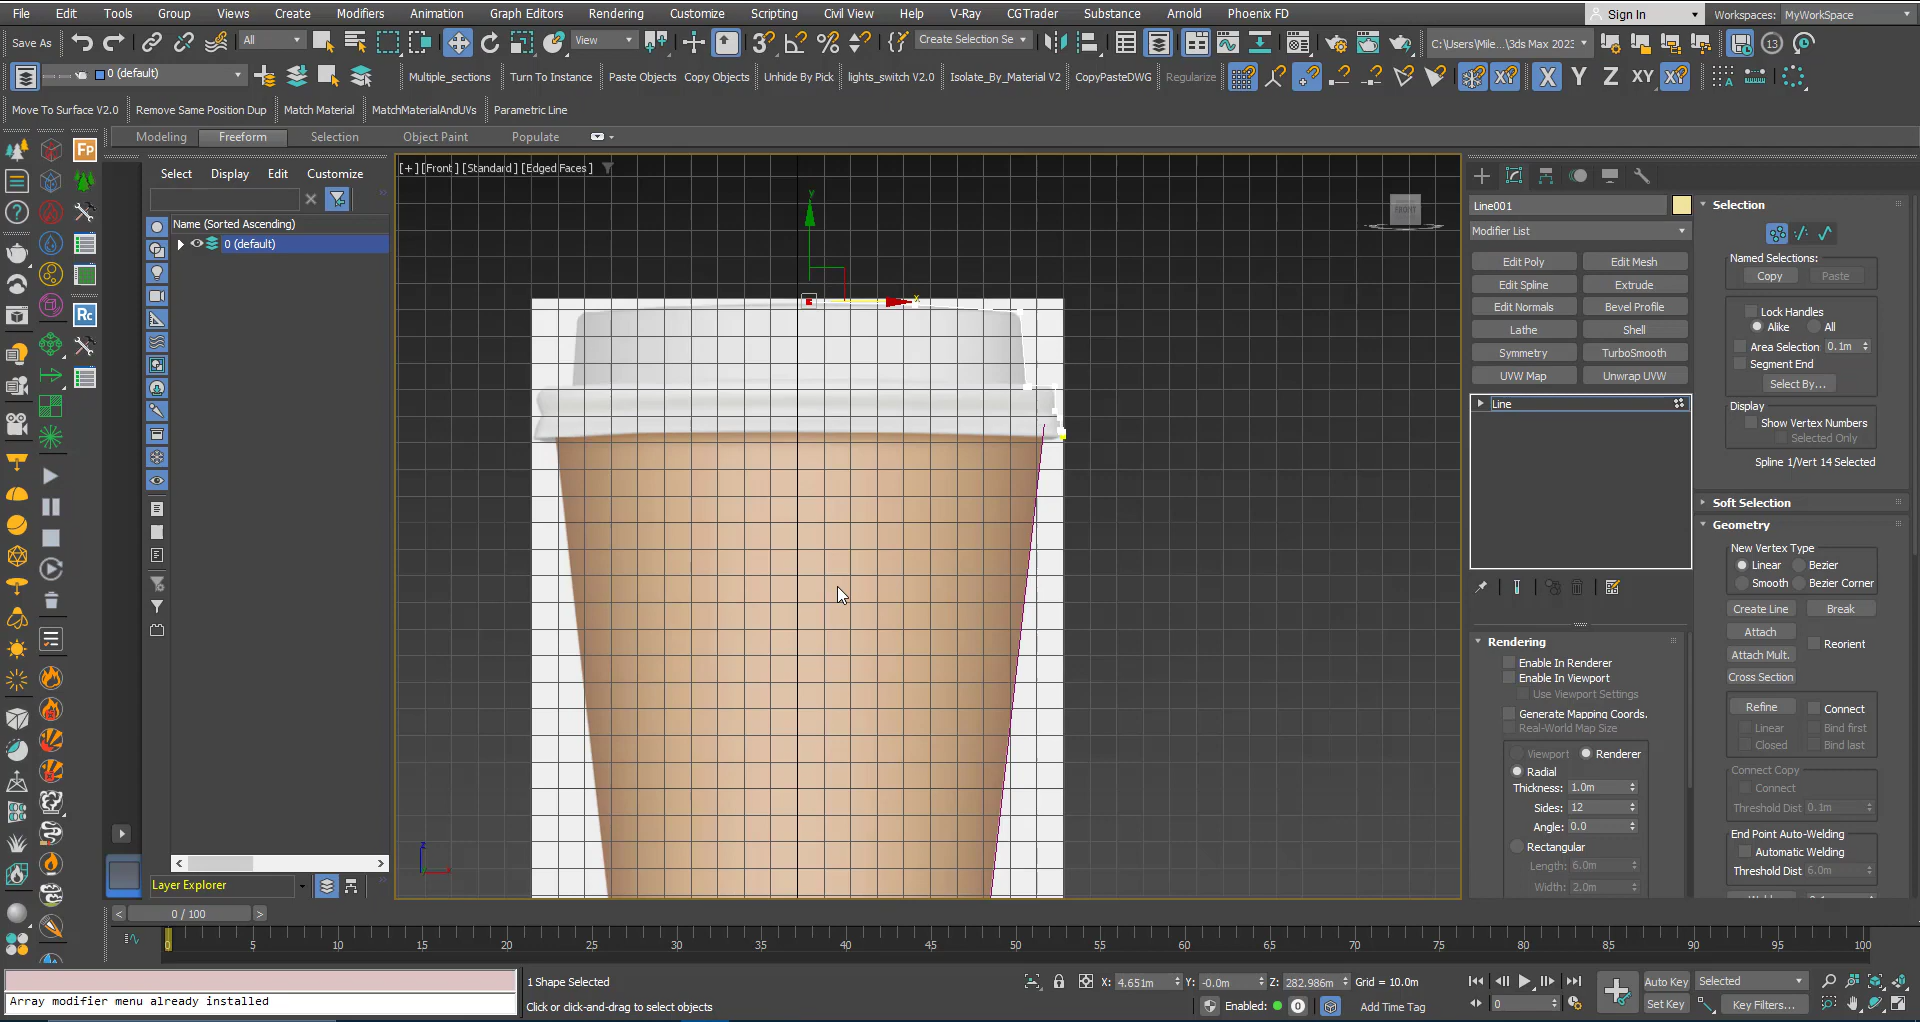 File Edit Tools Group Views Create Modifiers Animation Graph Editors Rendering Customize Scripting Civil View Help V-Ray CGTrader Substance Arnold Phoenix FD Sign In Workspaces: MyWorkSpace
Save As All View Create Selection Se C:\Users\Mile... 3ds Max 2023 13
0 (default) Multiple_sections Turn To Instance Paste Objects Copy Objects Unhide By Pick lights_switch V2.0 Isolate_By_Material V2 CopyPasteDWG Regularize X Y Z XY XY
Move To Surface V2.0 Remove Same Position Dup Match Material MatchMaterialAndUVs Parametric Line
Modeling Freeform Selection Object Paint Populate
Fp
Rc
Select Display Edit Customize
Name (Sorted Ascending)
0 (default)
Layer Explorer
[+] [Front] [Standard] [Edged Faces]
FRONT
y
x
z
Line001
Modifier List
Edit Poly Edit Mesh
Edit Spline Extrude
Edit Normals Bevel Profile
Lathe Shell
Symmetry TurboSmooth
UVW Map Unwrap UVW
Line
Rendering
Enable In Renderer
Enable In Viewport
Use Viewport Settings
Generate Mapping Coords.
Real-World Map Size
Viewport Renderer
Radial
Thickness: 1.0m
Sides: 12
Angle: 0.0
Rectangular
Length: 6.0m
Width: 2.0m
Selection
Named Selections:
Copy Paste
Lock Handles
Alike All
Area Selection: 0.1m
Segment End
Select By...
Display
Show Vertex Numbers
Selected Only
Spline 1/Vert 14 Selected
Soft Selection
Geometry
New Vertex Type
Linear Bezier
Smooth Bezier Corner
Create Line Break
Attach Reorient
Attach Mult.
Cross Section
Refine Connect
Linear Bind first
Closed Bind last
Connect Copy
Connect
Threshold Dist 0.1m
End Point Auto-Welding
Automatic Welding
Threshold Dist 6.0m
< 0 / 100 >
0 5 10 15 20 25 30 35 40 45 50 55 60 65 70 75 80 85 90 95 100
1 Shape Selected X: 4.651m Y: -0.0m Z: 282.986m Grid = 10.0m Auto Key Selected
Array modifier menu already installed Click or click-and-drag to select objects Enabled: 0 Add Time Tag 0 Set Key Key Filters...